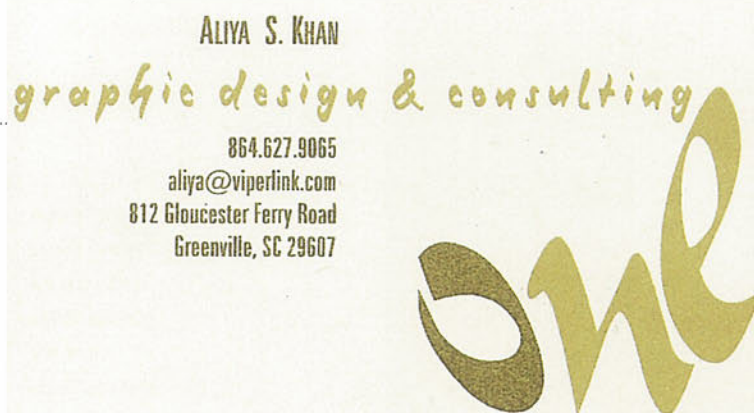 ALIYA S. KHAN
graphic design & consulting
864.627.9065
aliya@viperlink.com
812 Gloucester Ferry Road
Greenville, SC 29607
one